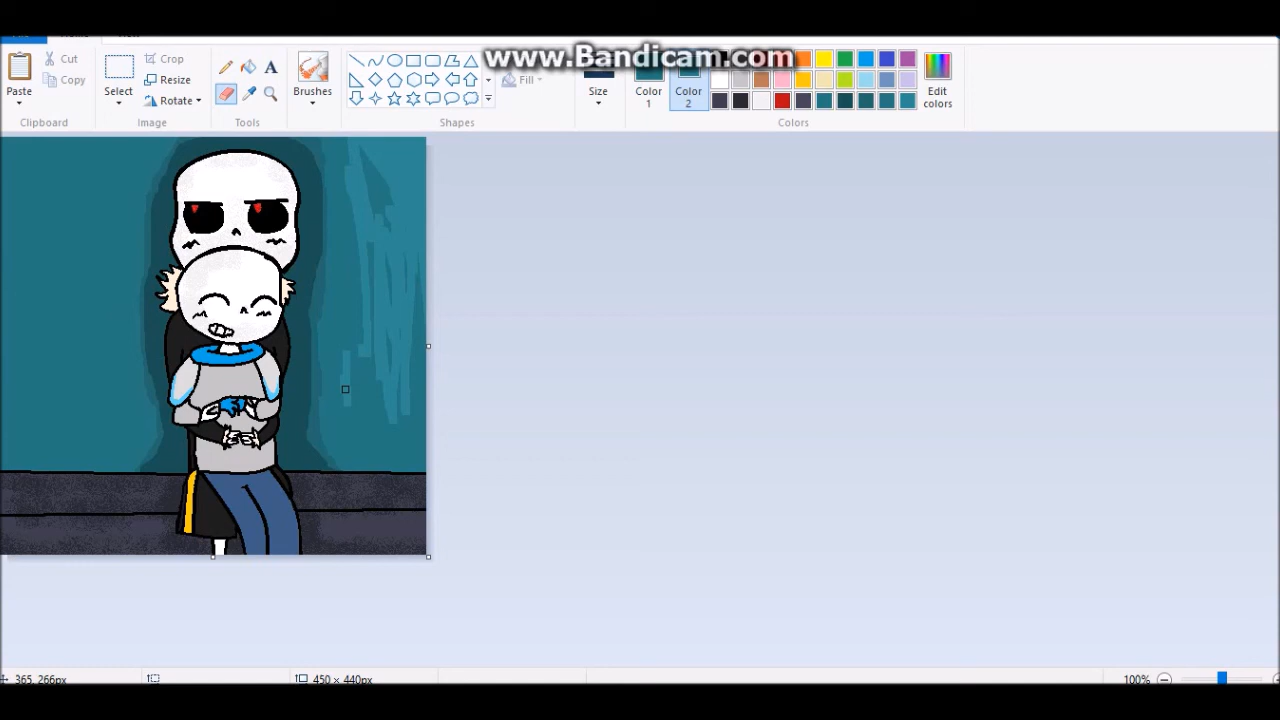 www.Bandicam.com
Cut
Crop
Copy
Resize
Fill
Paste
Select
Rotate
Brushes
Size
Color
1
Color
2
Edit
colors
Clipboard
Image
Tools
Shapes
Colors
365, 266px
450 × 440px
100%